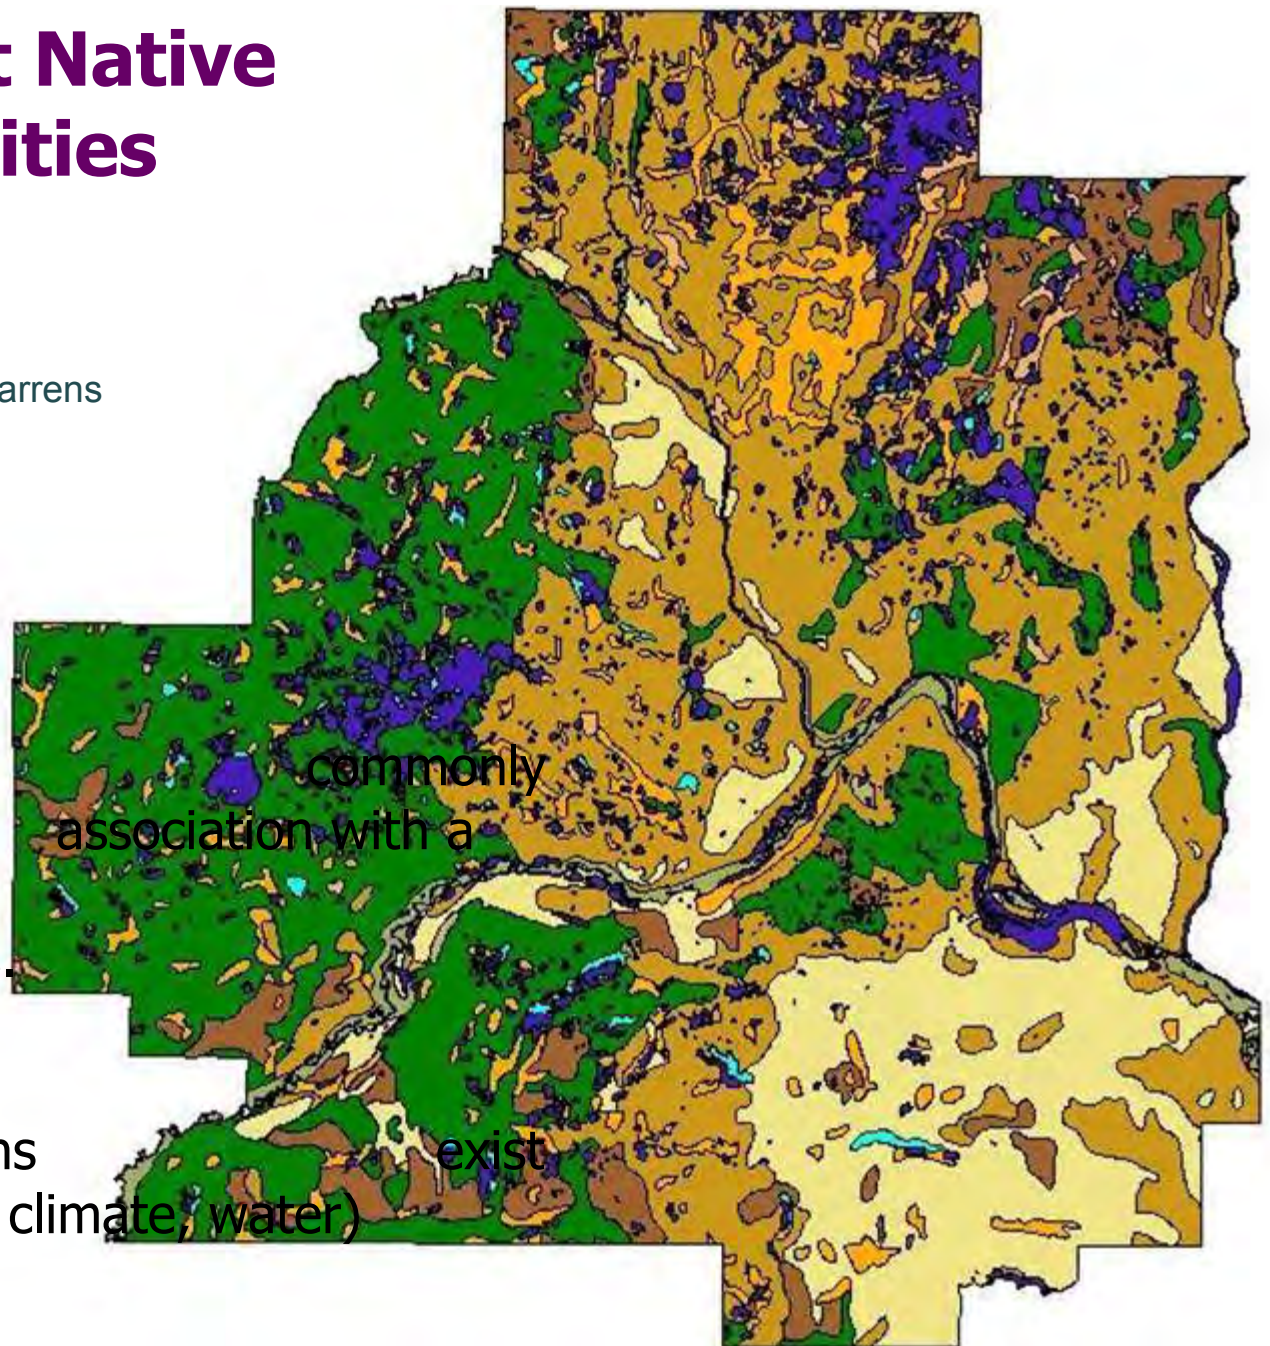 t Native
ities
arrens
commonly
association with a
.
ns
exist
climate, water)